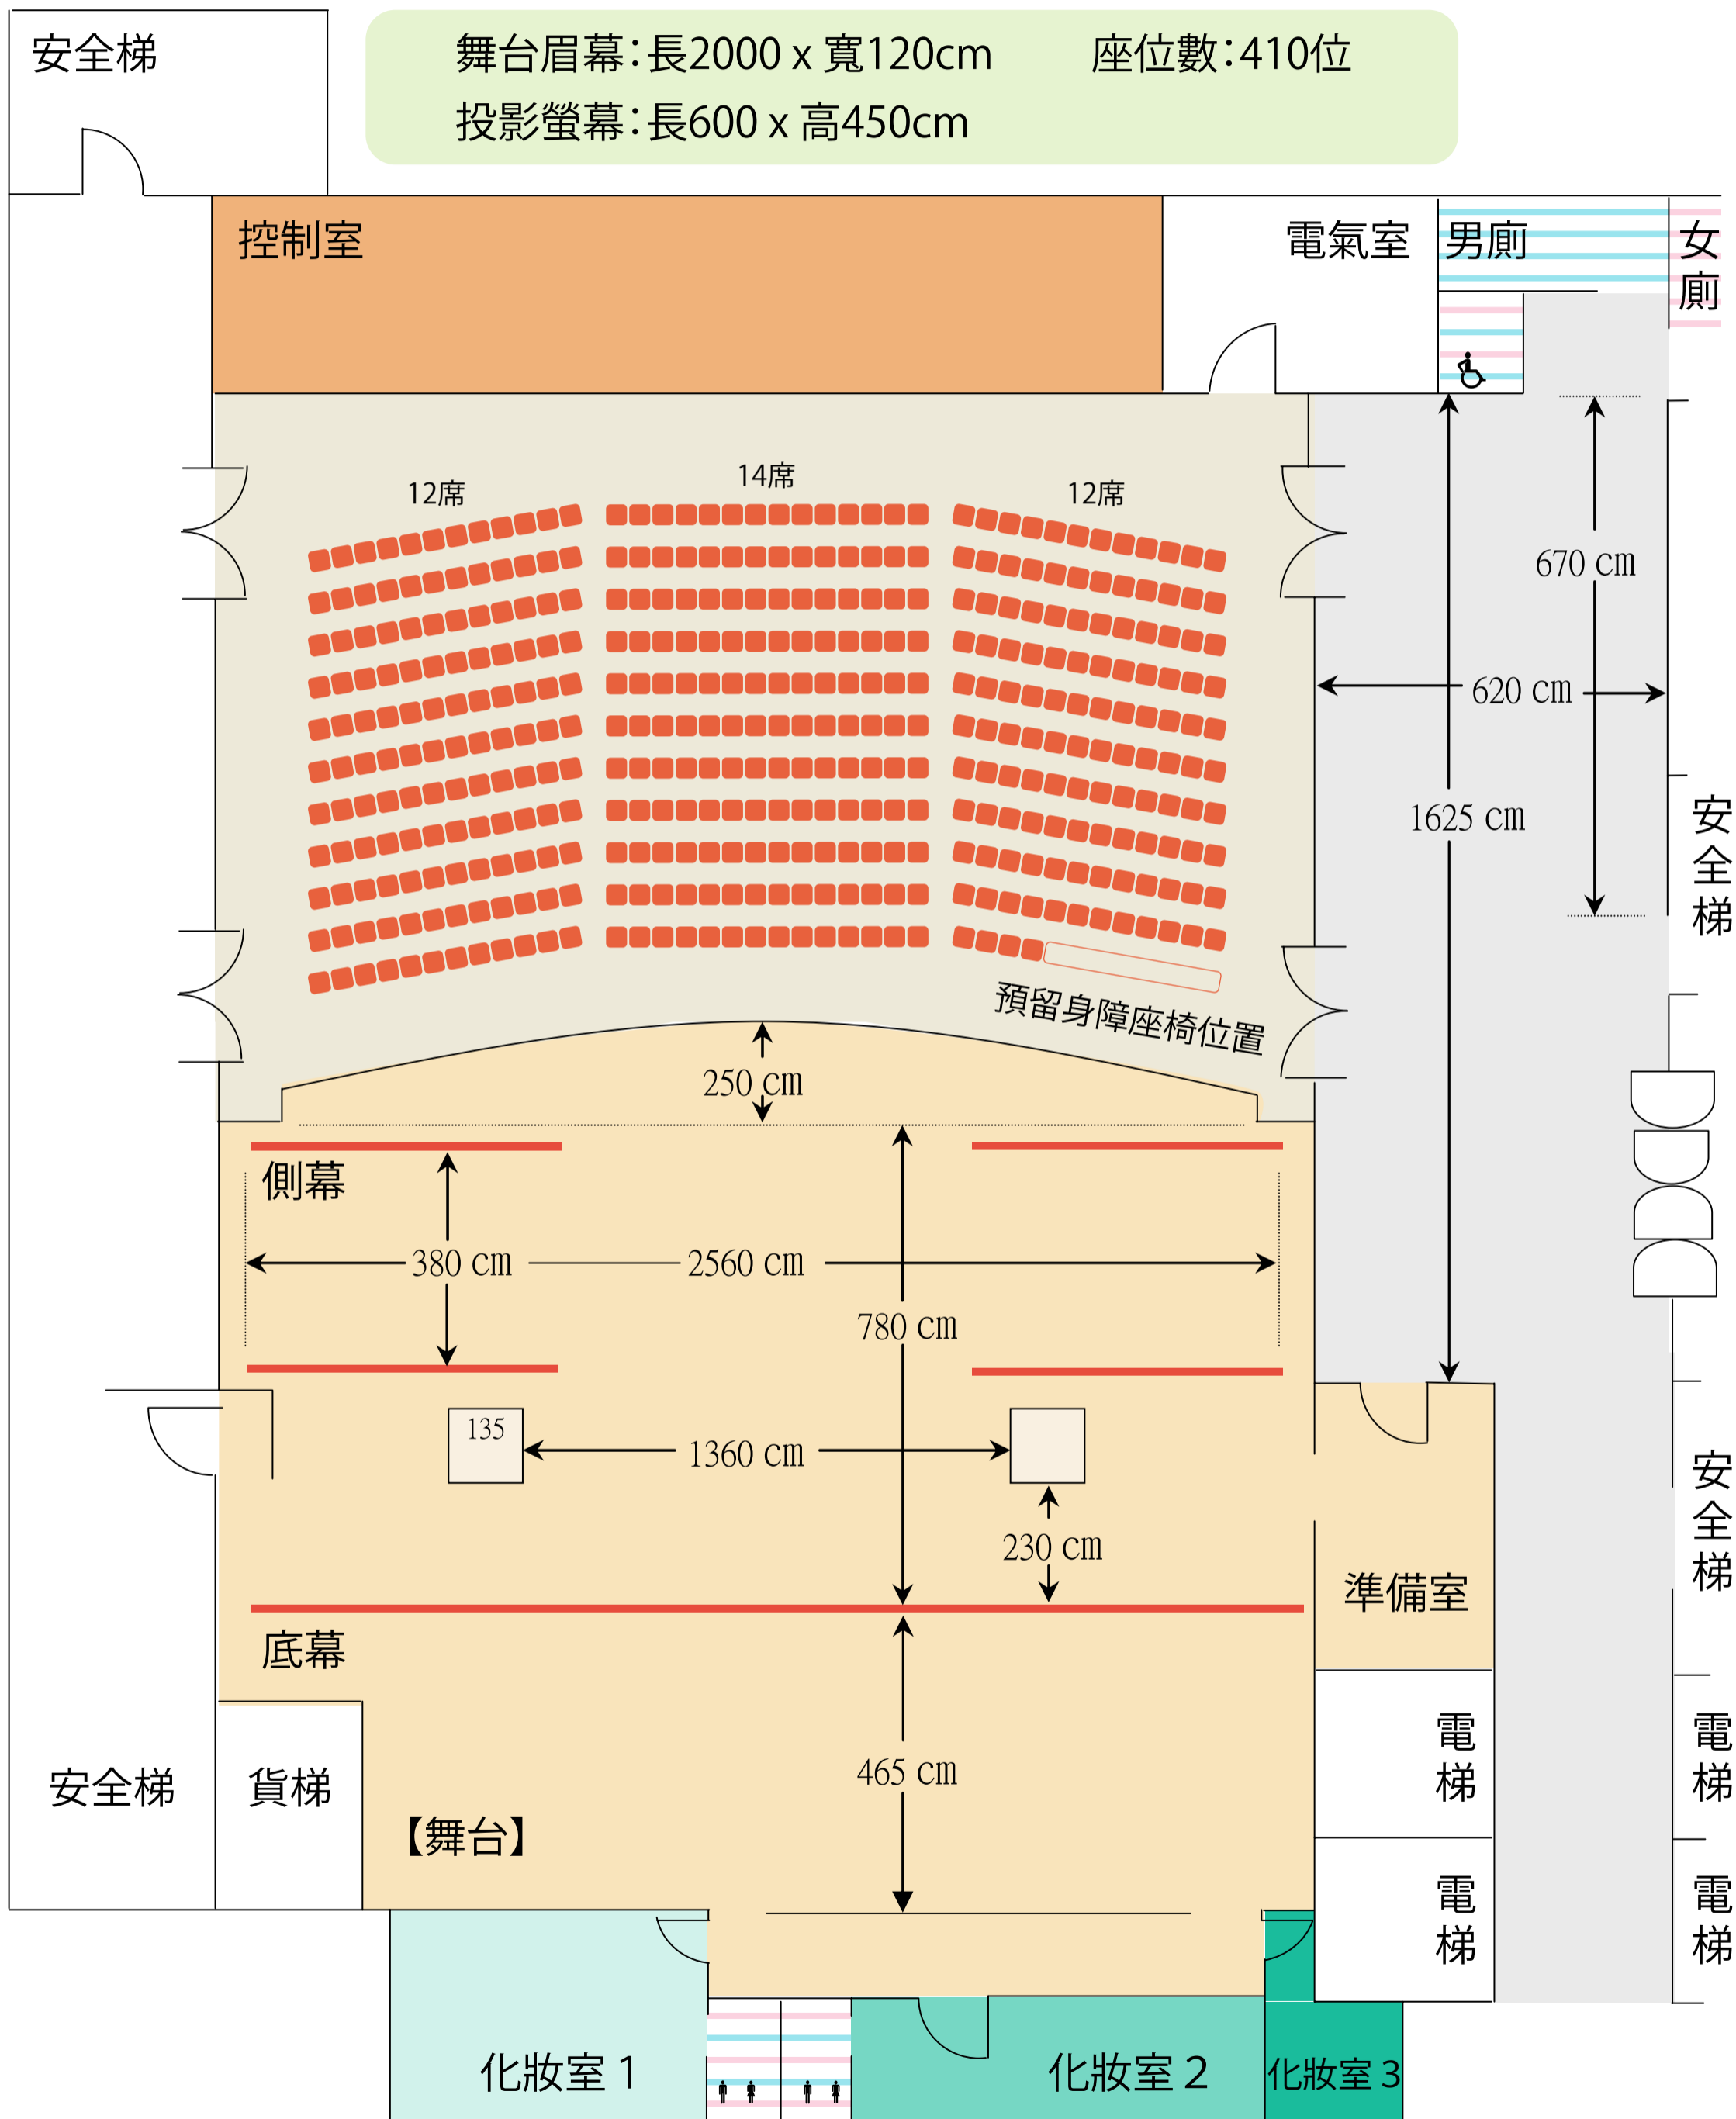 安全梯
舞台眉幕：長2000 x 寬120cm
座位數：410位
投影螢幕：長600 x 高450cm
控制室
電氣室
男廁
女廁
12席
14席
12席
670 cm
620 cm
1625 cm
安全梯
預留身障座椅位置
250 cm
側幕
380 cm
2560 cm
780 cm
135
1360 cm
230 cm
安全梯
準備室
底幕
電梯
電梯
465 cm
安全梯
貨梯
【舞台】
電梯
電梯
化妝室 1
化妝室 2
化妝室 3